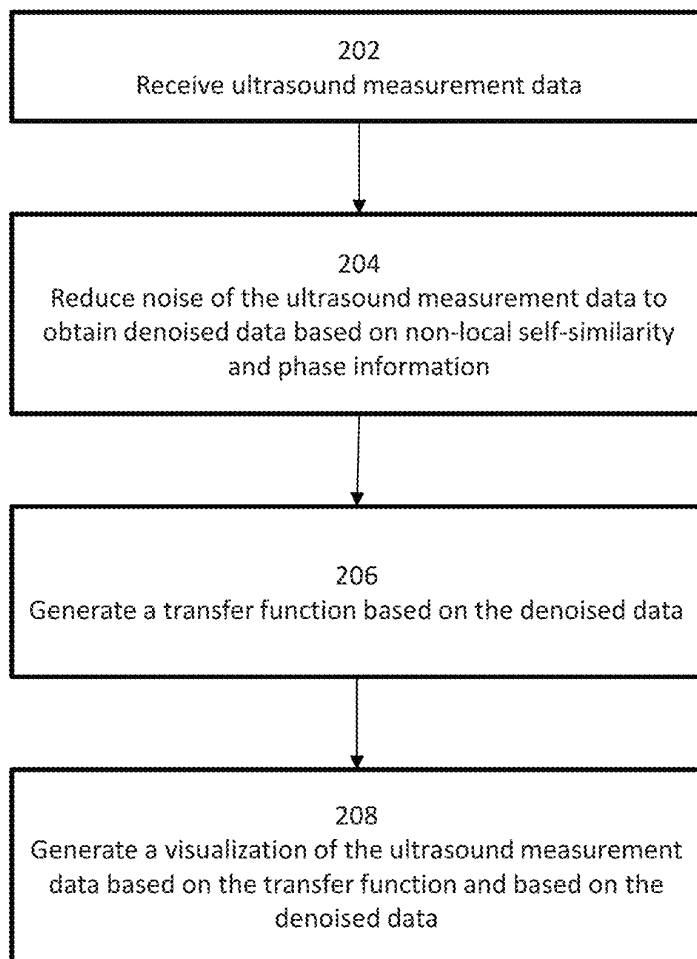 202
Receive ultrasound measurement data
204
Reduce noise of the ultrasound measurement data to
obtain denoised data based on non-local self-similarity
and phase information
206
Generate a transfer function based on the denoised data
208
Generate a visualization of the ultrasound measurement
data based on the transfer function and based on the
denoised data